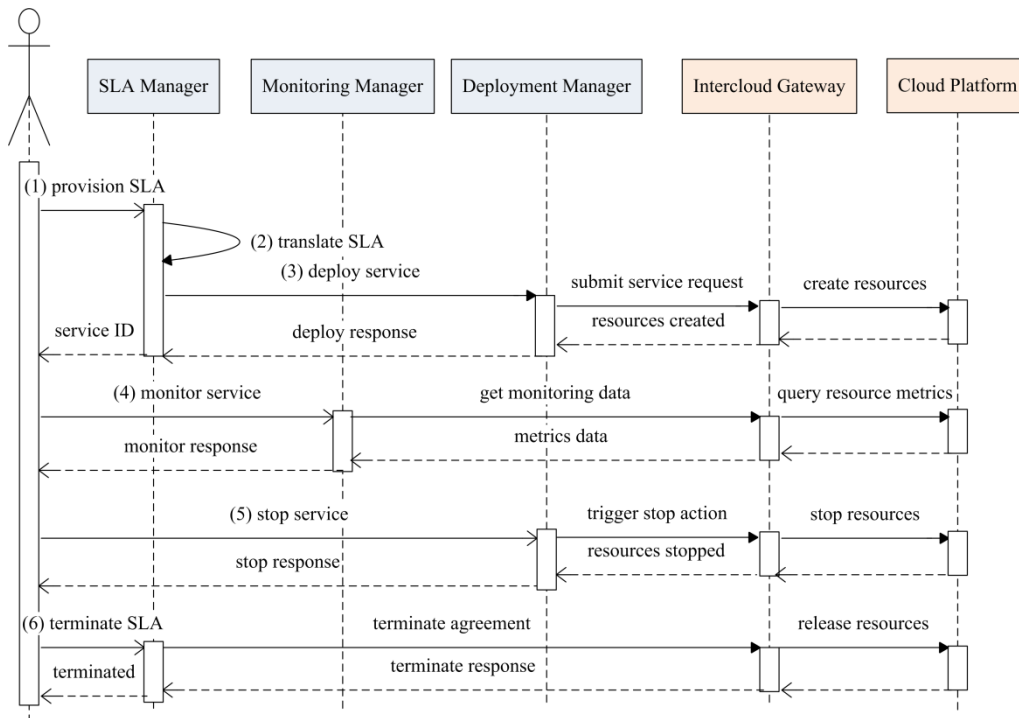 SLA Manager
Monitoring Manager
Deployment Manager
Intercloud Gateway
Cloud Platform
(1) provision SLA
(2) translate SLA
(3) deploy service
submit service request
create resources
service ID
deploy response
resources created
(4) monitor service
get monitoring data
query resource metrics
monitor response
metrics data
(5) stop service
trigger stop action
stop resources
stop response
resources stopped
(6) terminate SLA
terminate agreement
release resources
terminated
terminate response